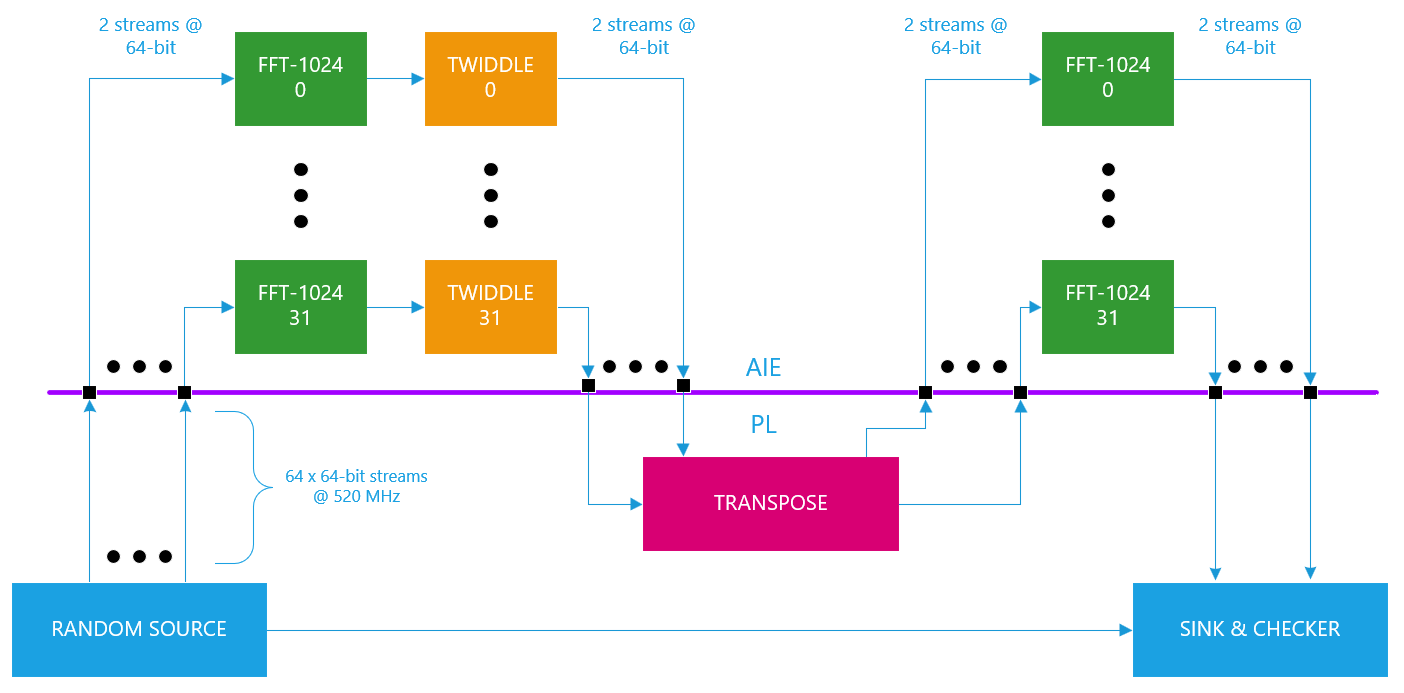 2 streams @
64-bit
2 streams @
64-bit
2 streams @
64-bit
2 streams @
64-bit
FFT-1024
0
TWIDDLE
0
FFT-1024
0
FFT-1024
31
TWIDDLE
31
FFT-1024
31
AIE
PL
64 x 64-bit streams
@ 520 MHz
TRANSPOSE
RANDOM SOURCE
SINK & CHECKER